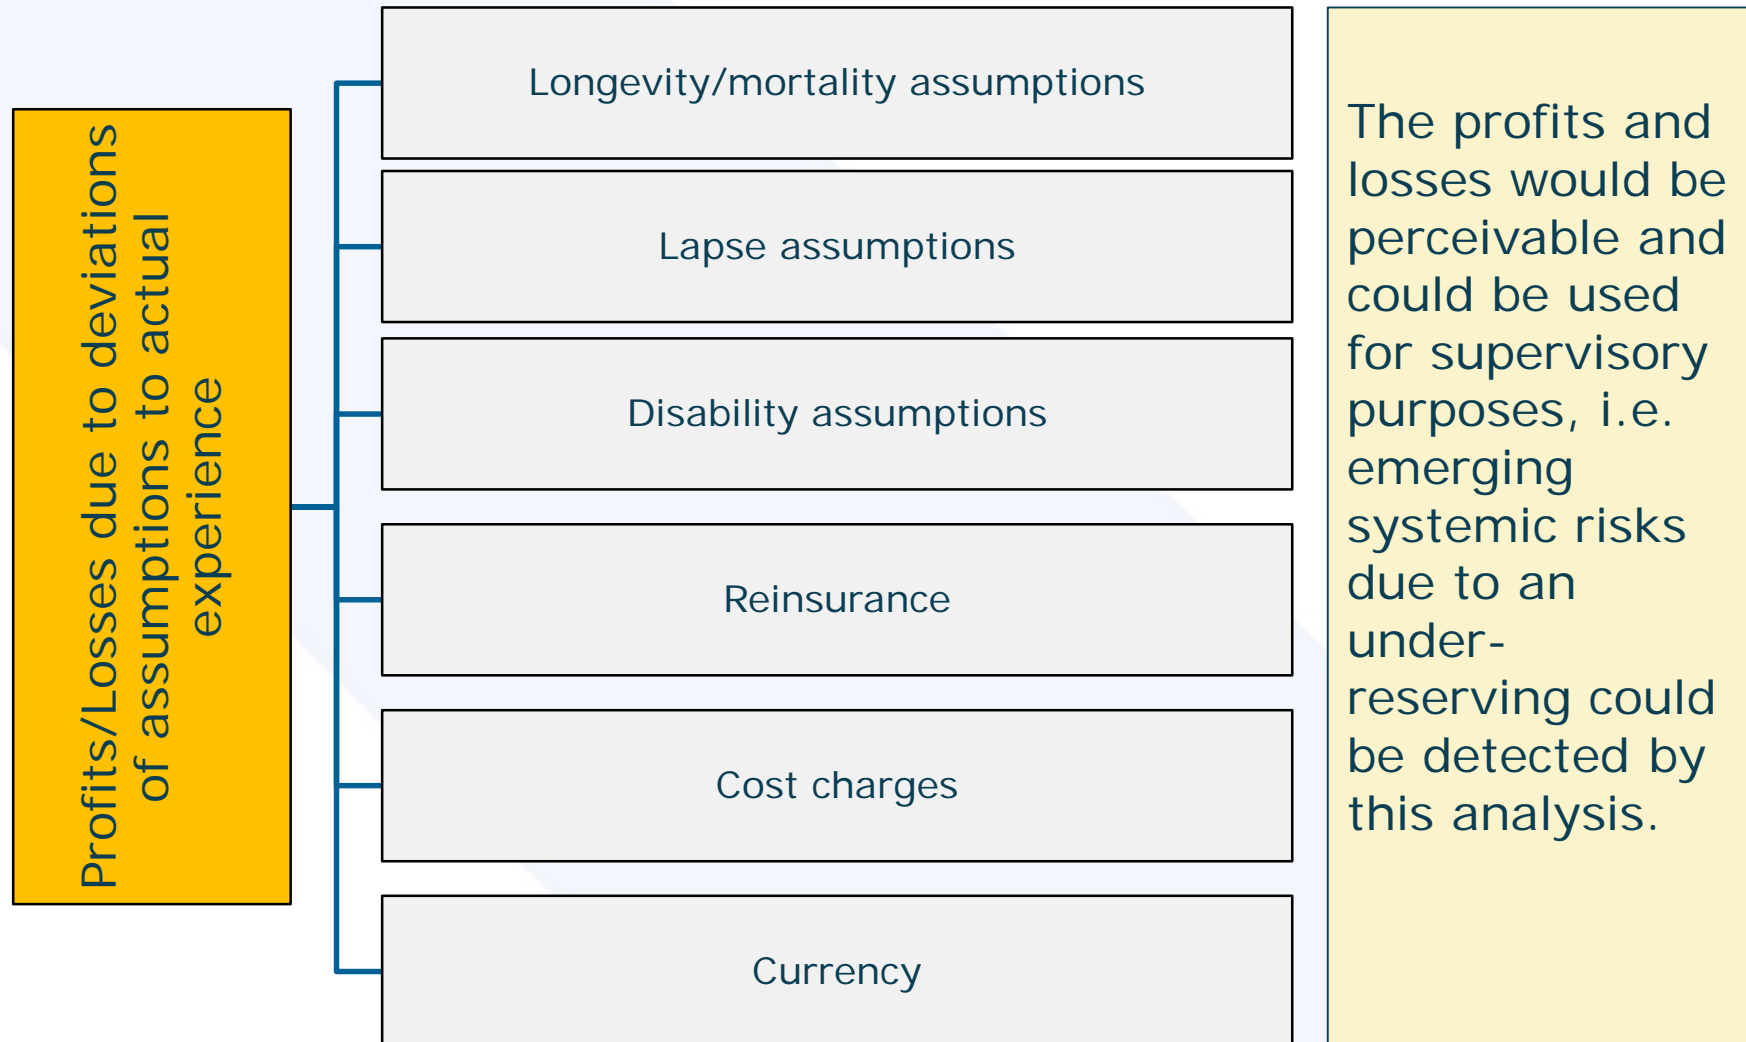 Profits/Losses due to deviations
of assumptions to actual
experience
Longevity/mortality assumptions
Lapse assumptions
Disability assumptions
Reinsurance
Cost charges
Currency
The profits and
losses would be
perceivable and
could be used
for supervisory
purposes, i.e.
emerging
systemic risks
due to an
under-
reserving could
be detected by
this analysis.